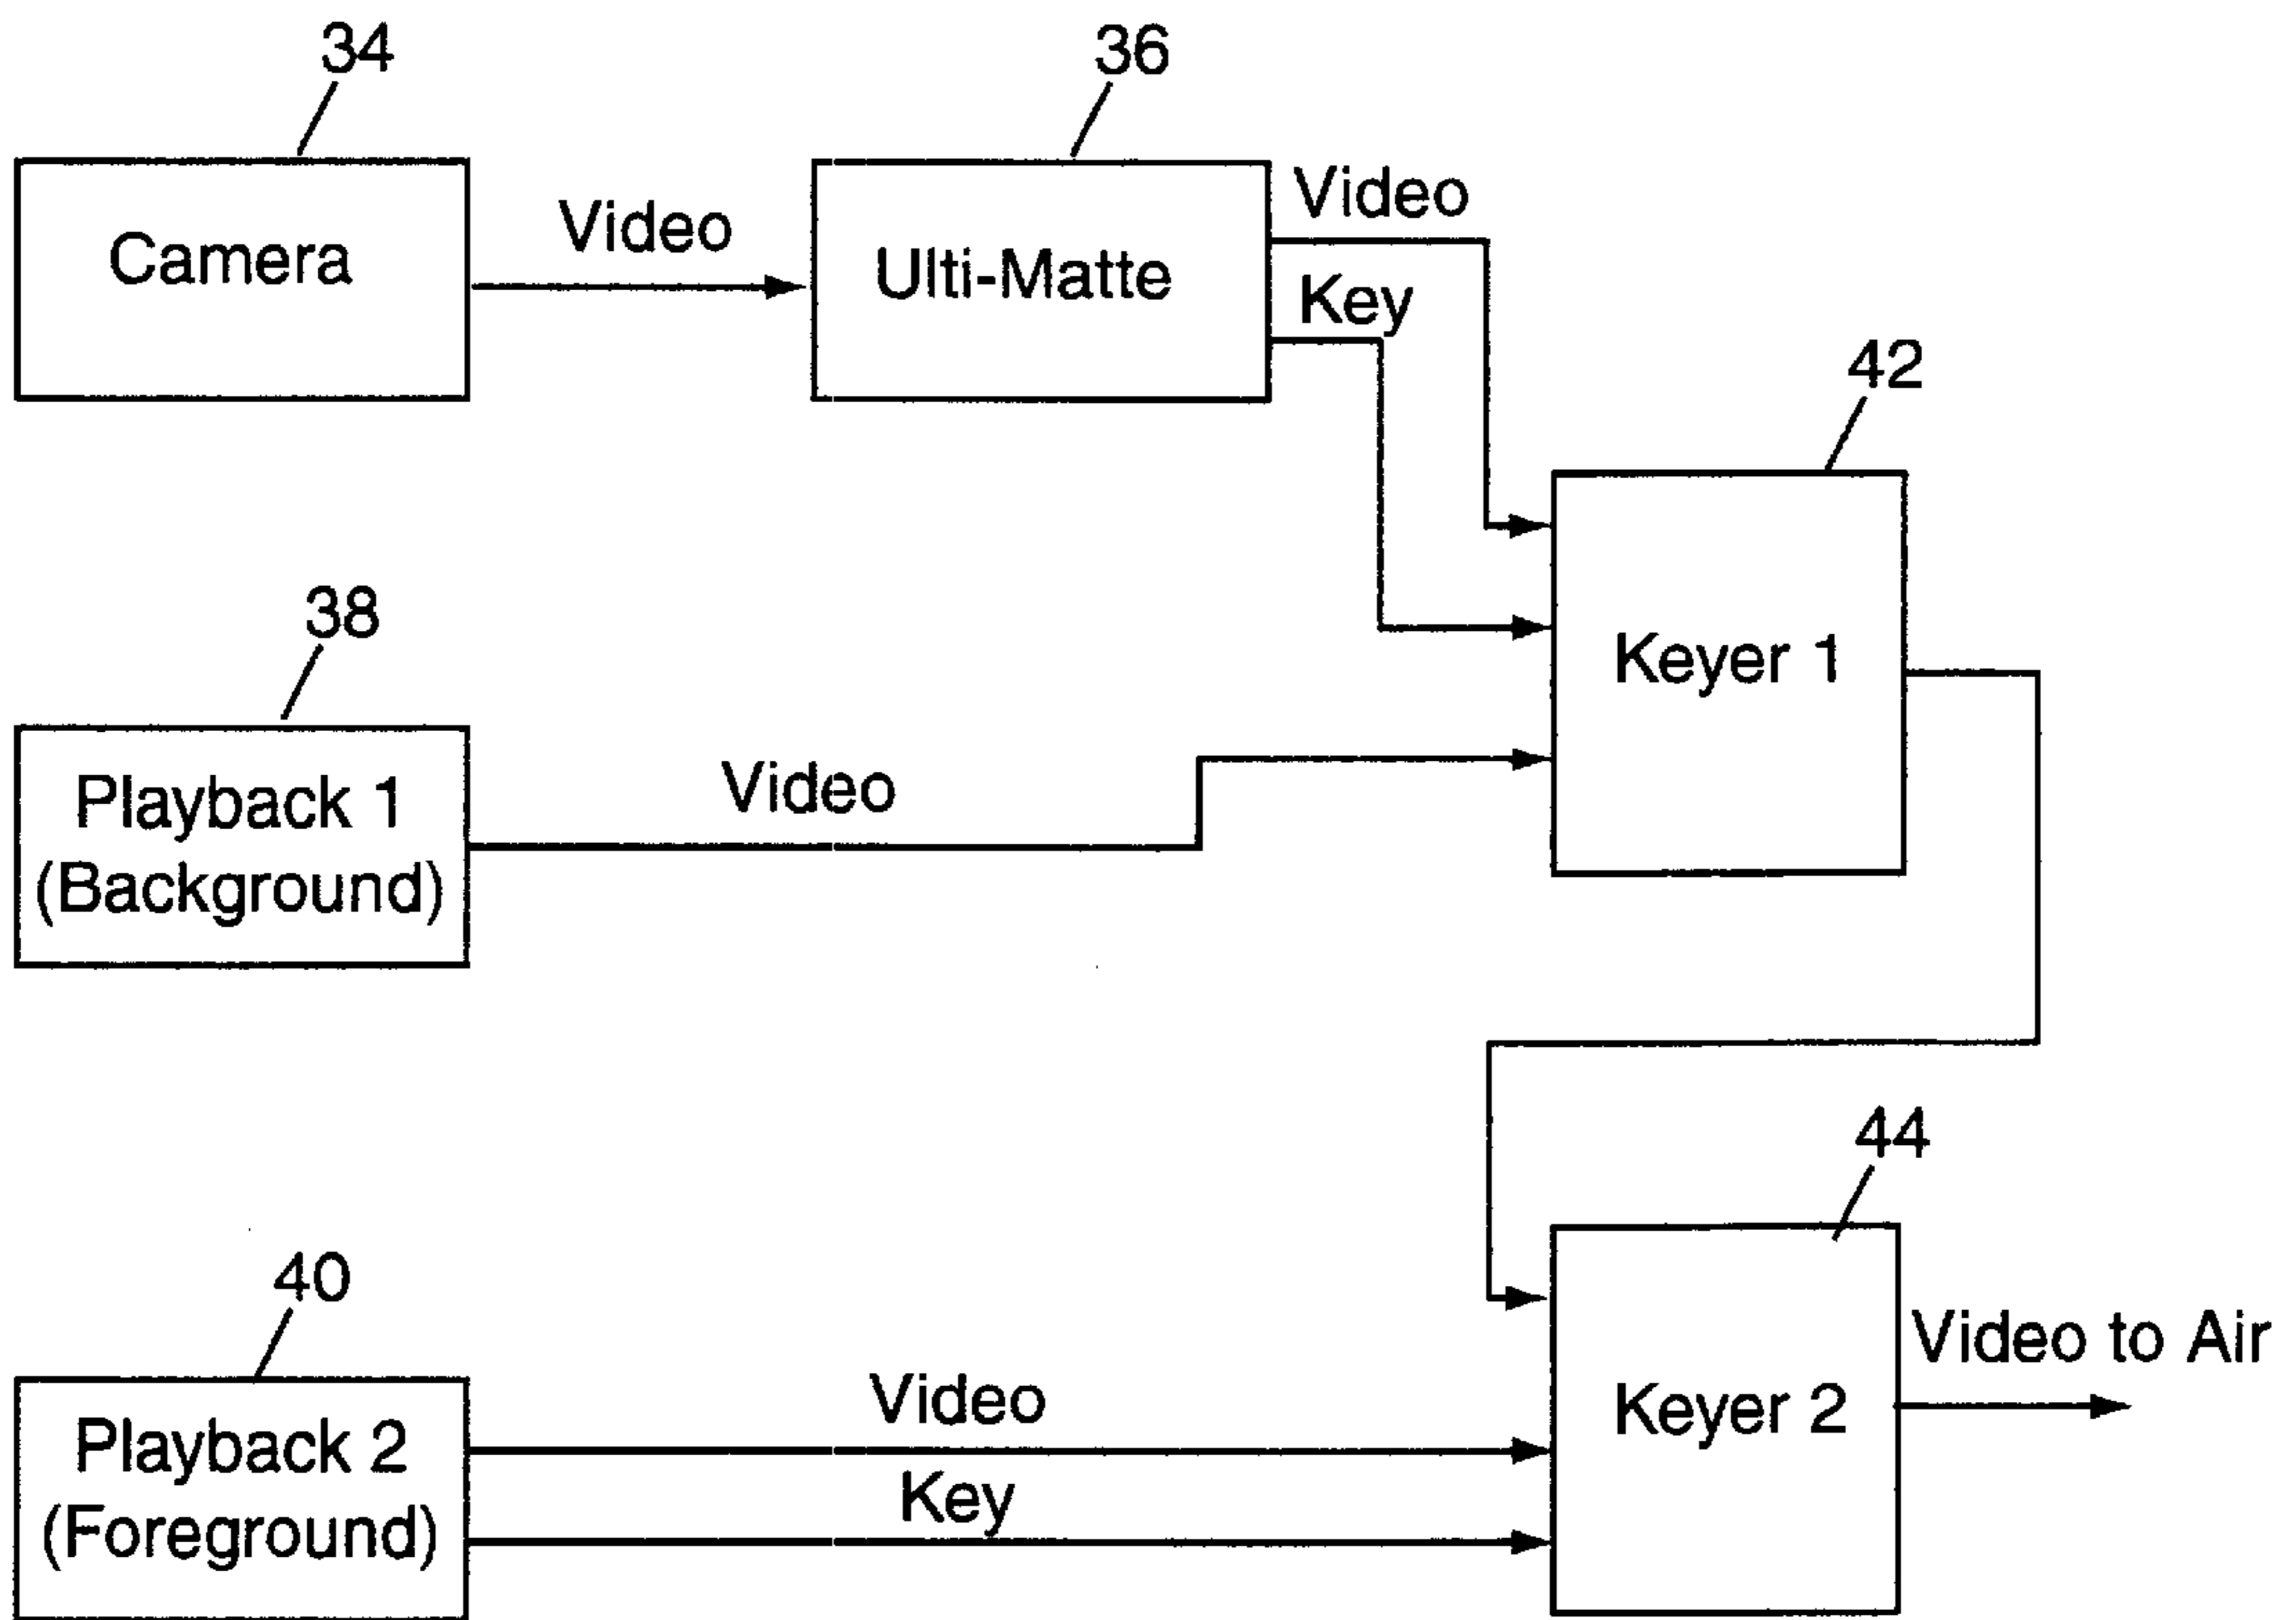 34
36
Camera
Video
Ulti-Matte
Video
Key
42
Keyer 1
38
Playback 1
(Background)
Video
44
40
Playback 2
(Foreground)
Video
Key
Keyer 2
Video to Air